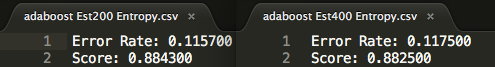 adaboost Est200 Entropy.csv ×
1 Error Rate: 0.115700
2 Score: 0.884300
adaboost Est400 Entropy.csv ×
1 Error Rate: 0.117500
2 Score: 0.882500